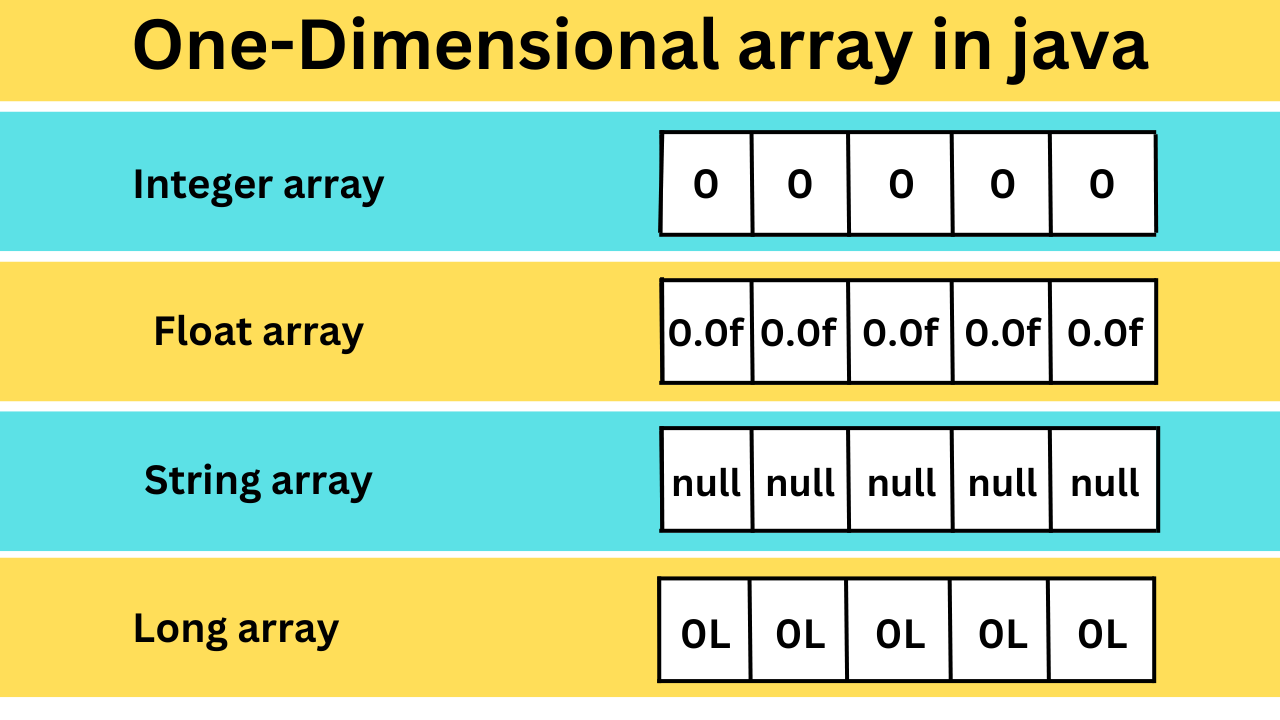 One-Dimensional array in java
Integer array 0 0 0 0 0
Float array 0.0f 0.0f 0.0f 0.0f 0.0f
String array null null null null null
Long array 0L 0L 0L 0L 0L